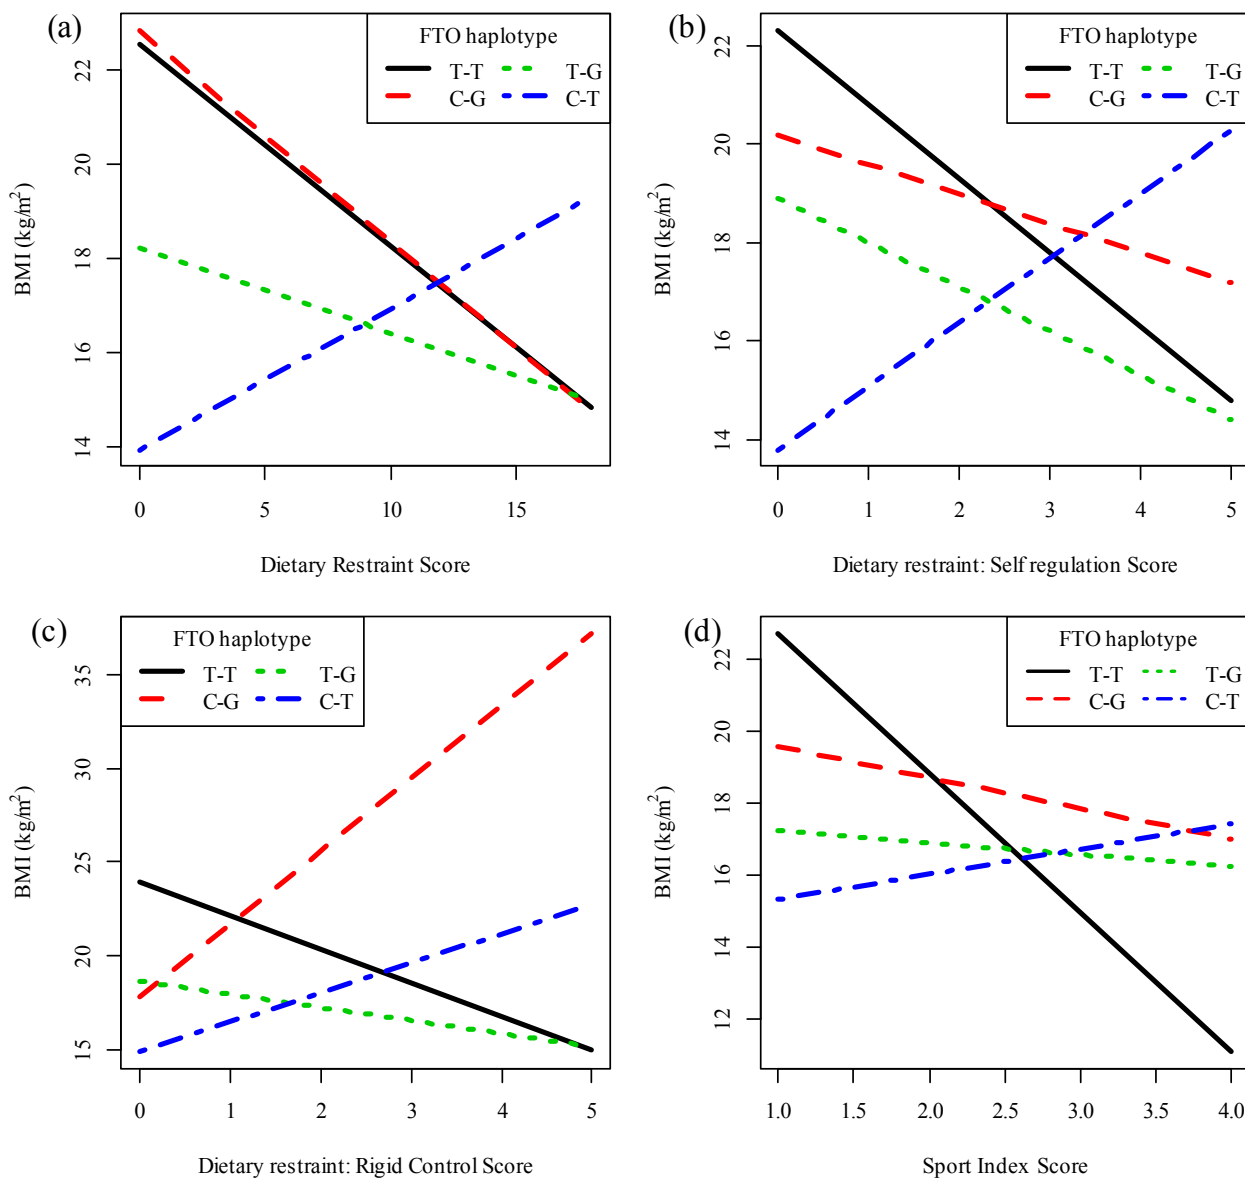 (a)
FTO haplotype
T-T T-G
C-G C-T
BMI (kg/m²)
14 16 18 20 22
0 5 10 15
Dietary Restraint Score
(b)
FTO haplotype
T-T T-G
C-G C-T
BMI (kg/m²)
14 16 18 20 22
0 1 2 3 4 5
Dietary restraint: Self regulation Score
(c)
FTO haplotype
T-T T-G
C-G C-T
BMI (kg/m²)
15 20 25 30 35
0 1 2 3 4 5
Dietary restraint: Rigid Control Score
(d)
FTO haplotype
T-T T-G
C-G C-T
BMI (kg/m²)
12 14 16 18 20 22
1.0 1.5 2.0 2.5 3.0 3.5 4.0
Sport Index Score